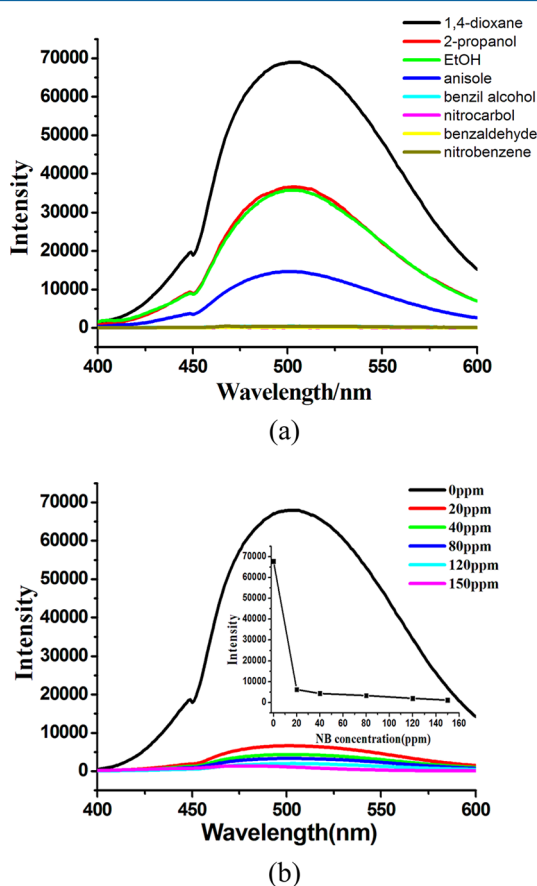 1,4-dioxane
2-propanol
EtOH
anisole
benzil alcohol
nitrocarbol
benzaldehyde
nitrobenzene
70000
60000
50000
40000
30000
20000
10000
0
Intensity
400 450 500 550 600
Wavelength/nm
(a)
0ppm
20ppm
40ppm
80ppm
120ppm
150ppm
70000
60000
50000
40000
30000
20000
10000
0
Intensity
70000
60000
50000
40000
30000
20000
10000
0
Intensity
0 20 40 60 80 100 120 140 160
NB concentration(ppm)
400 450 500 550 600
Wavelength(nm)
(b)